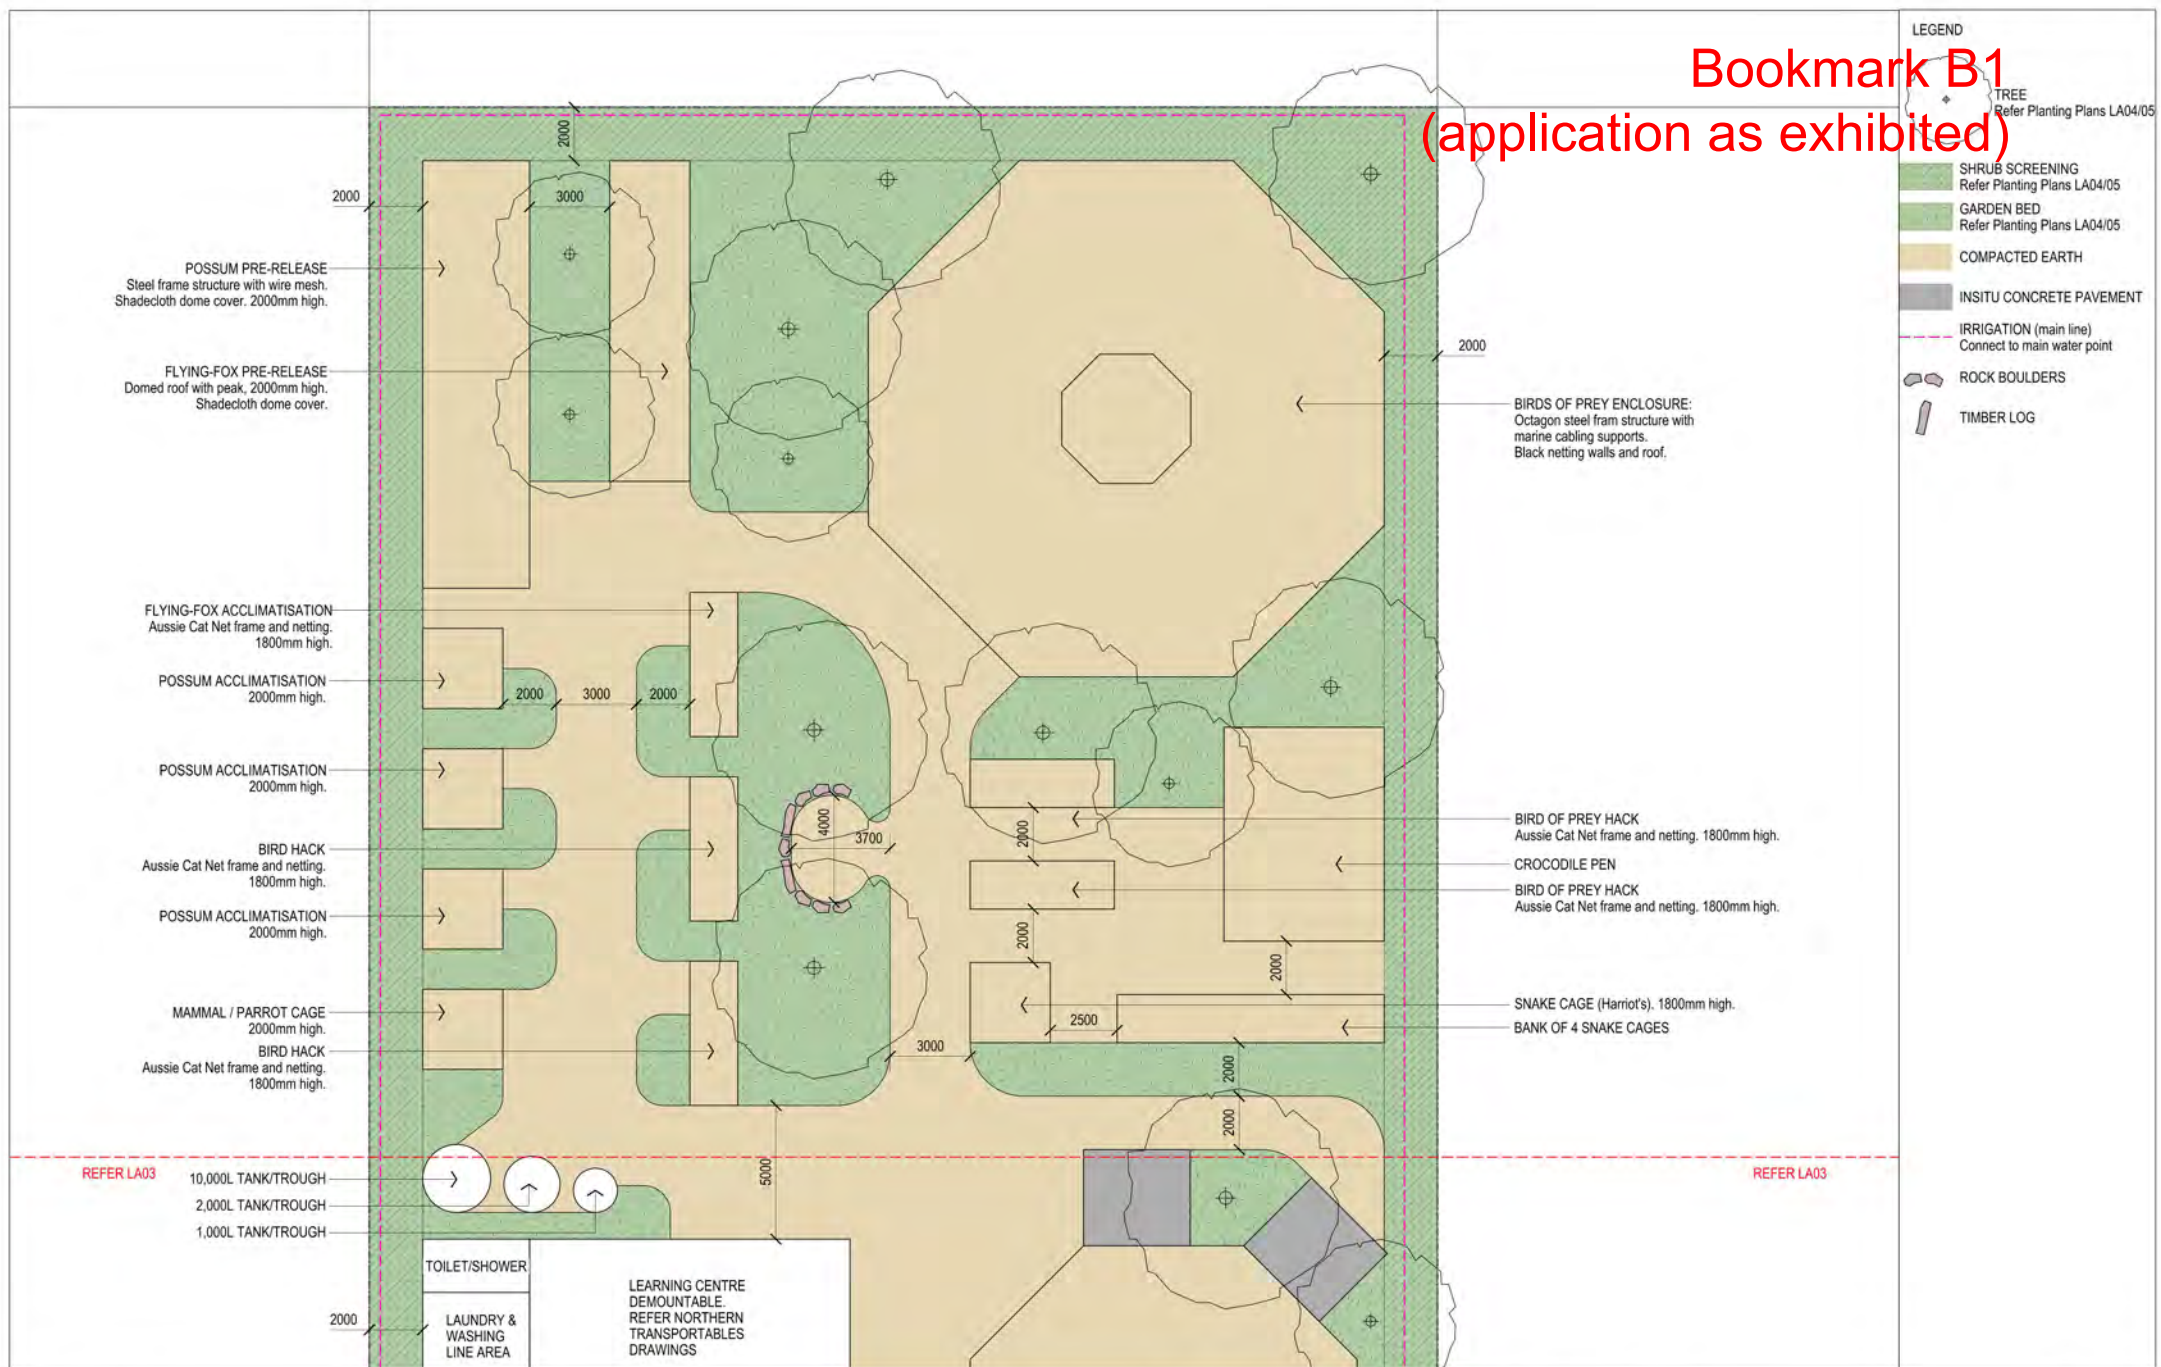 Bookmark B1
(application as exhibited)
LEGEND
TREE
Refer Planting Plans LA04/05
SHRUB SCREENING
Refer Planting Plans LA04/05
GARDEN BED
Refer Planting Plans LA04/05
COMPACTED EARTH
INSITU CONCRETE PAVEMENT
IRRIGATION (main line)
Connect to main water point
ROCK BOULDERS
TIMBER LOG
2000
2000
3000
POSSUM PRE-RELEASE
Steel frame structure with wire mesh.
Shadecloth dome cover. 2000mm high.
FLYING-FOX PRE-RELEASE
Domed roof with peak, 2000mm high.
Shadecloth dome cover.
2000
BIRDS OF PREY ENCLOSURE:
Octagon steel fram structure with
marine cabling supports.
Black netting walls and roof.
FLYING-FOX ACCLIMATISATION
Aussie Cat Net frame and netting.
1800mm high.
POSSUM ACCLIMATISATION
2000mm high.
2000
3000
2000
POSSUM ACCLIMATISATION
2000mm high.
BIRD HACK
Aussie Cat Net frame and netting.
1800mm high.
POSSUM ACCLIMATISATION
2000mm high.
MAMMAL / PARROT CAGE
2000mm high.
BIRD HACK
Aussie Cat Net frame and netting.
1800mm high.
4000
3700
2000
2000
2000
2500
3000
2000
2000
5000
BIRD OF PREY HACK
Aussie Cat Net frame and netting. 1800mm high.
CROCODILE PEN
BIRD OF PREY HACK
Aussie Cat Net frame and netting. 1800mm high.
SNAKE CAGE (Harriot's). 1800mm high.
BANK OF 4 SNAKE CAGES
REFER LA03
REFER LA03
10,000L TANK/TROUGH
2,000L TANK/TROUGH
1,000L TANK/TROUGH
TOILET/SHOWER
LAUNDRY &
WASHING
LINE AREA
LEARNING CENTRE
DEMOUNTABLE.
REFER NORTHERN
TRANSPORTABLES
DRAWINGS
2000